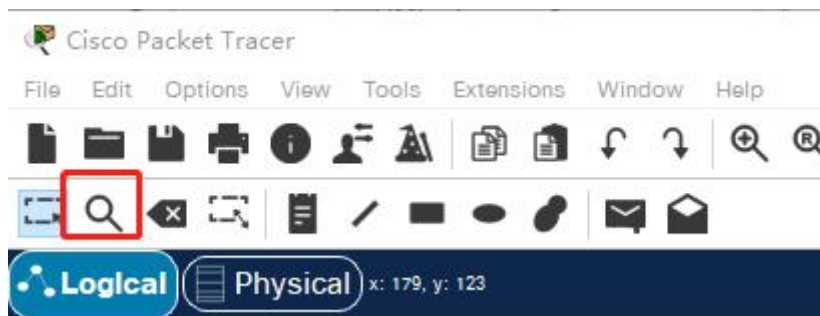 Cisco Packet Tracer
File Edit Options View Tools Extensions Window Help
R
Logical Physical x: 179, y: 123